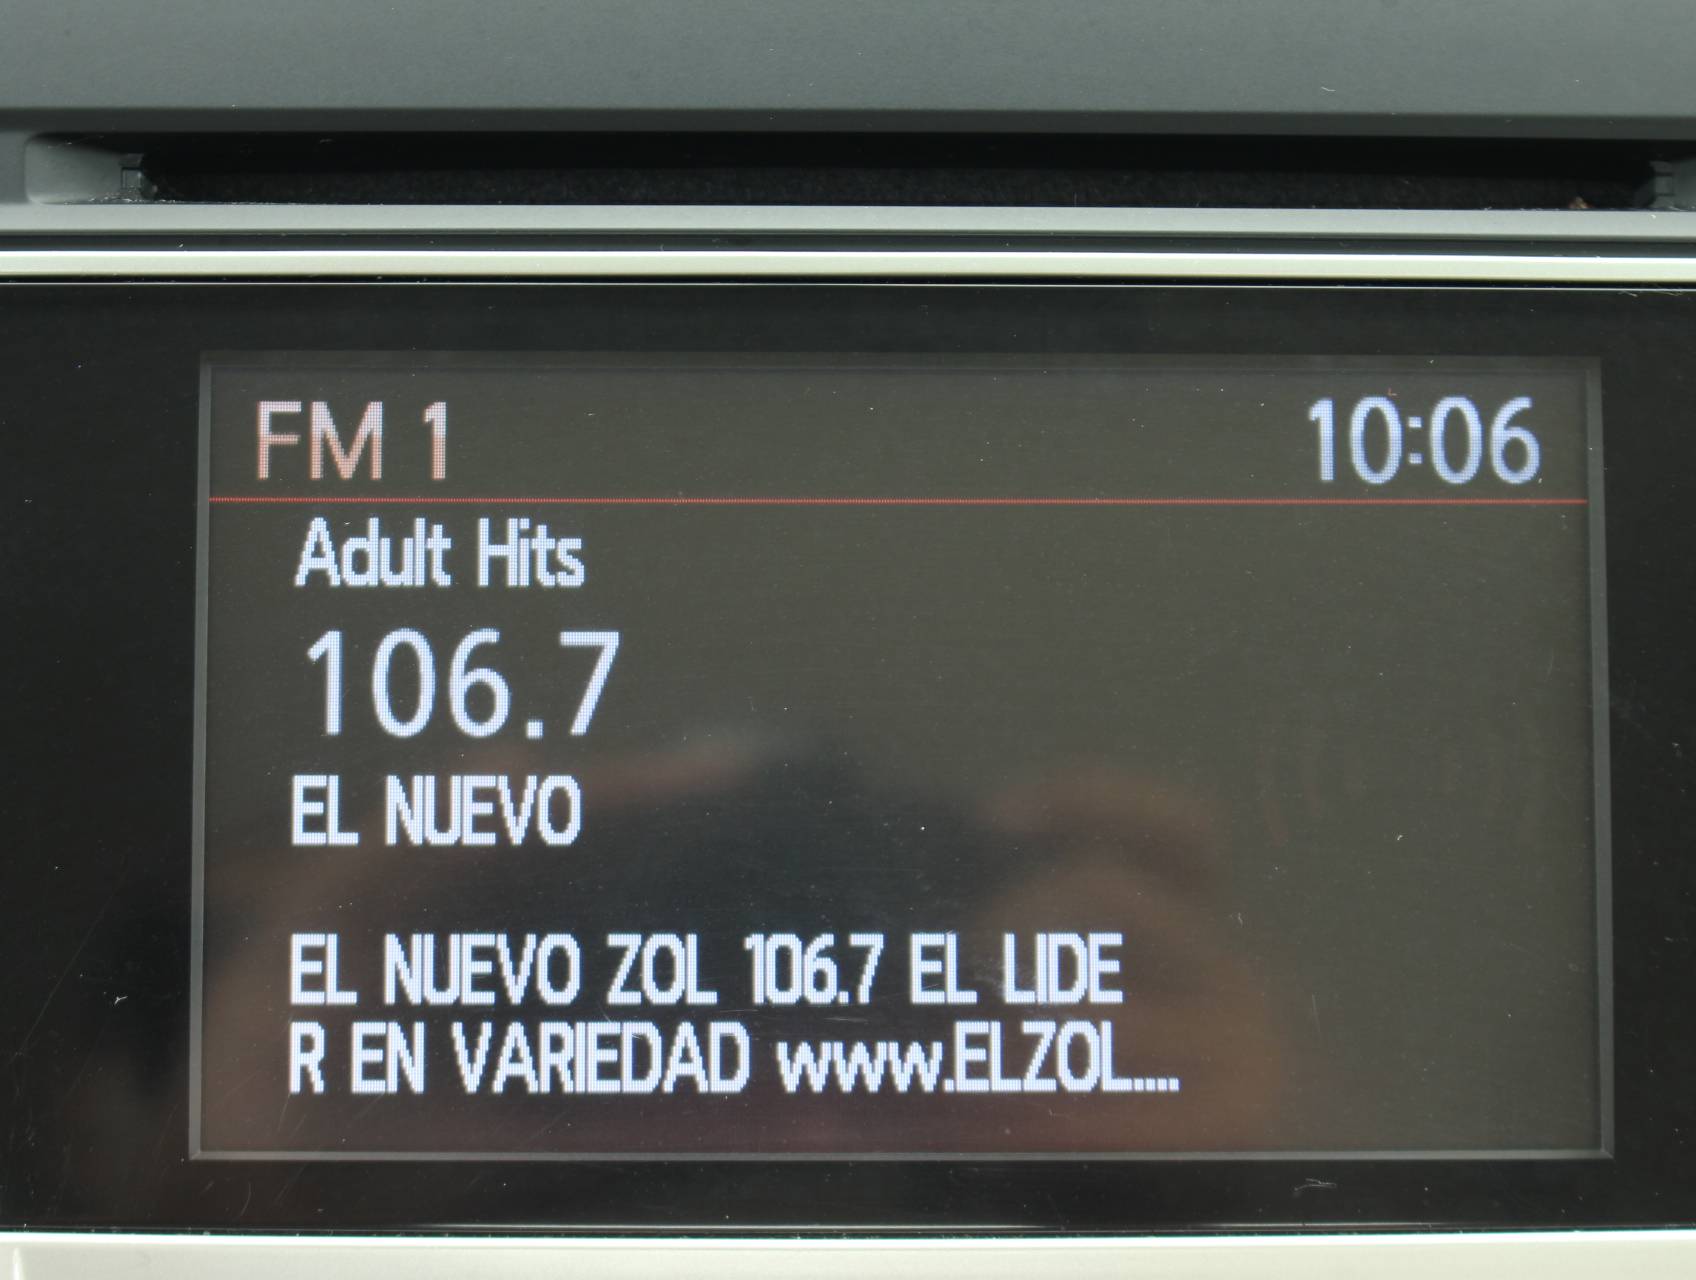 FM 1 10:06
Adult Hits
106.7
EL NUEVO
EL NUEVO ZOL 106.7 EL LIDE
R EN VARIEDAD www.ELZOL....